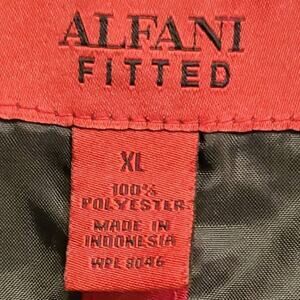 ALFANI
FITTED
XL
100%
POLYESTER
MADE IN
INDONESIA
WPL 8046